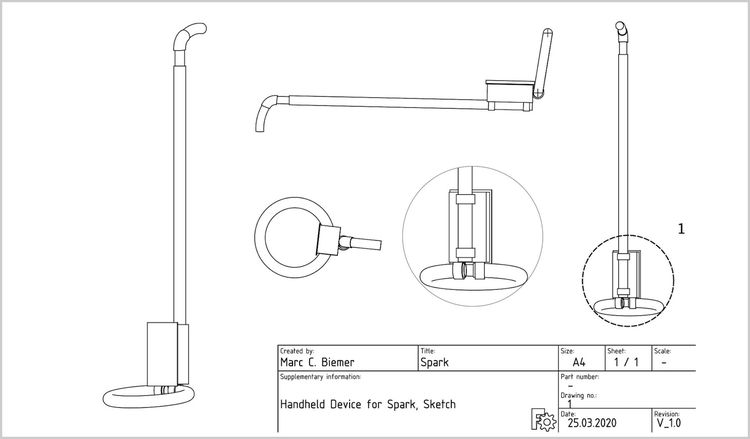 1
Created by:
Marc C. Biemer
Title:
Spark
Size:
A4
Sheet:
1 / 1
Scale:
-
Supplementary information:
Handheld Device for Spark, Sketch
Part number:
-
Drawing no.:
1
Date:
25.03.2020
Revision:
V_1.0